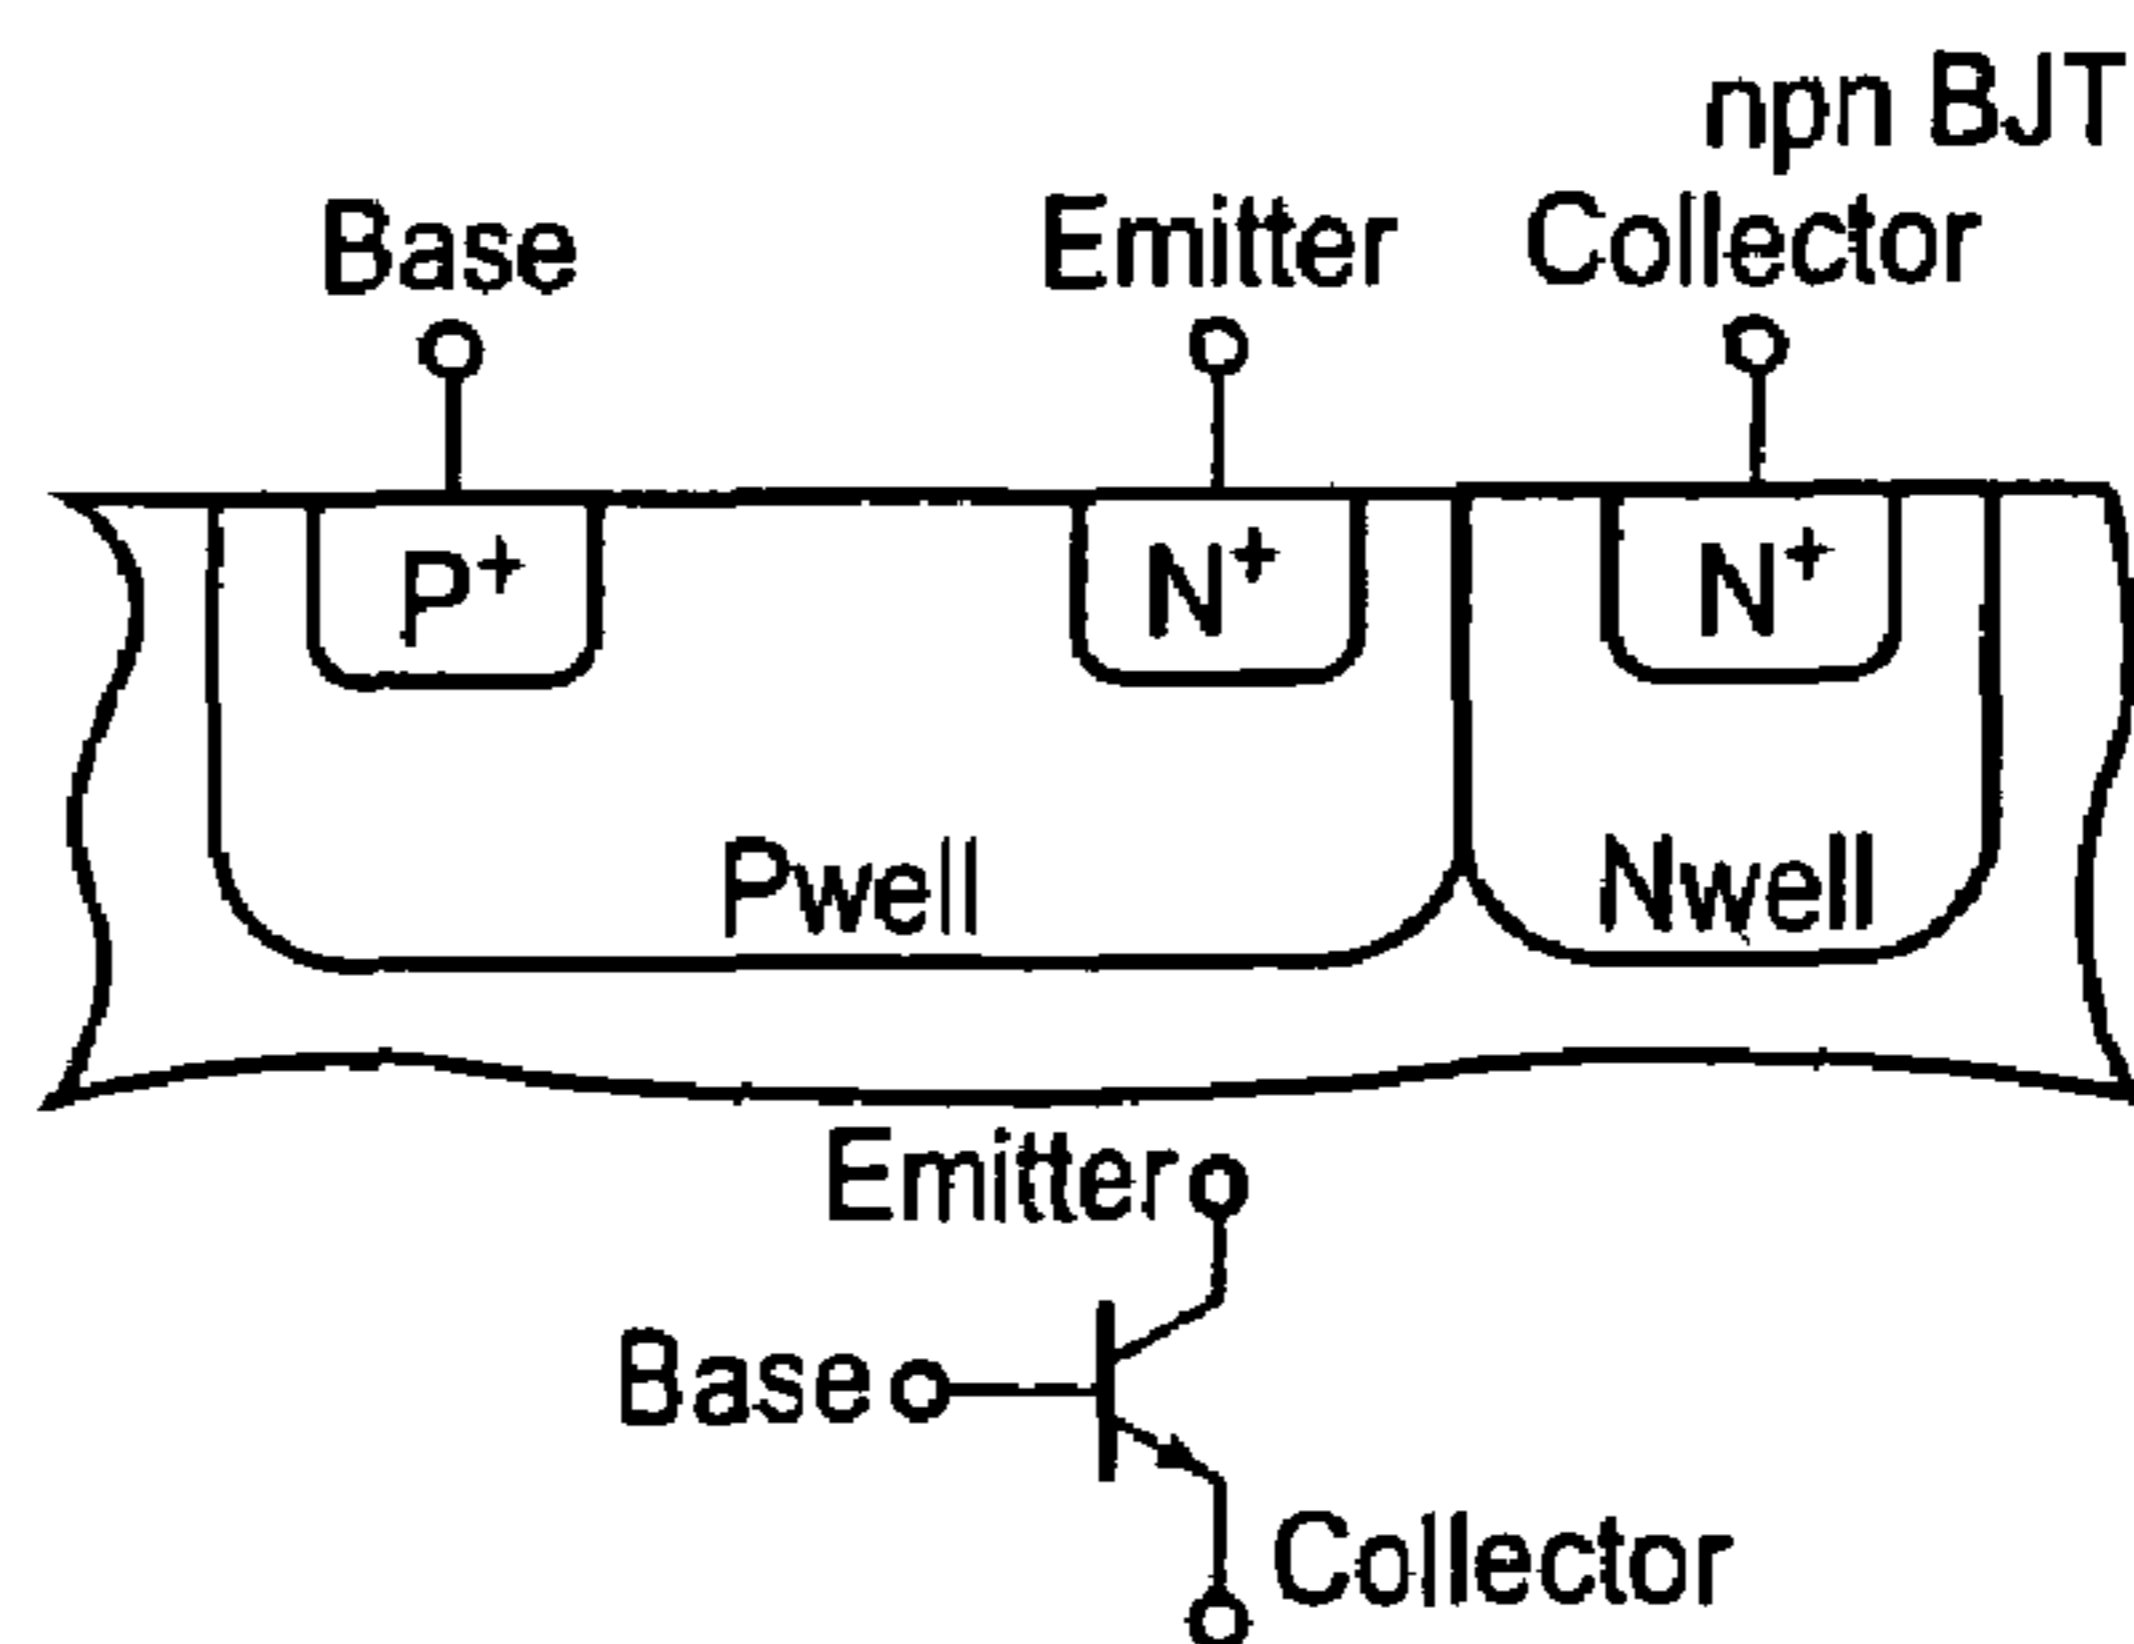 npn BJT
Base Emitter Collector
P+ N+ N+
Pwell Nwell
Emitter
Base
Collector